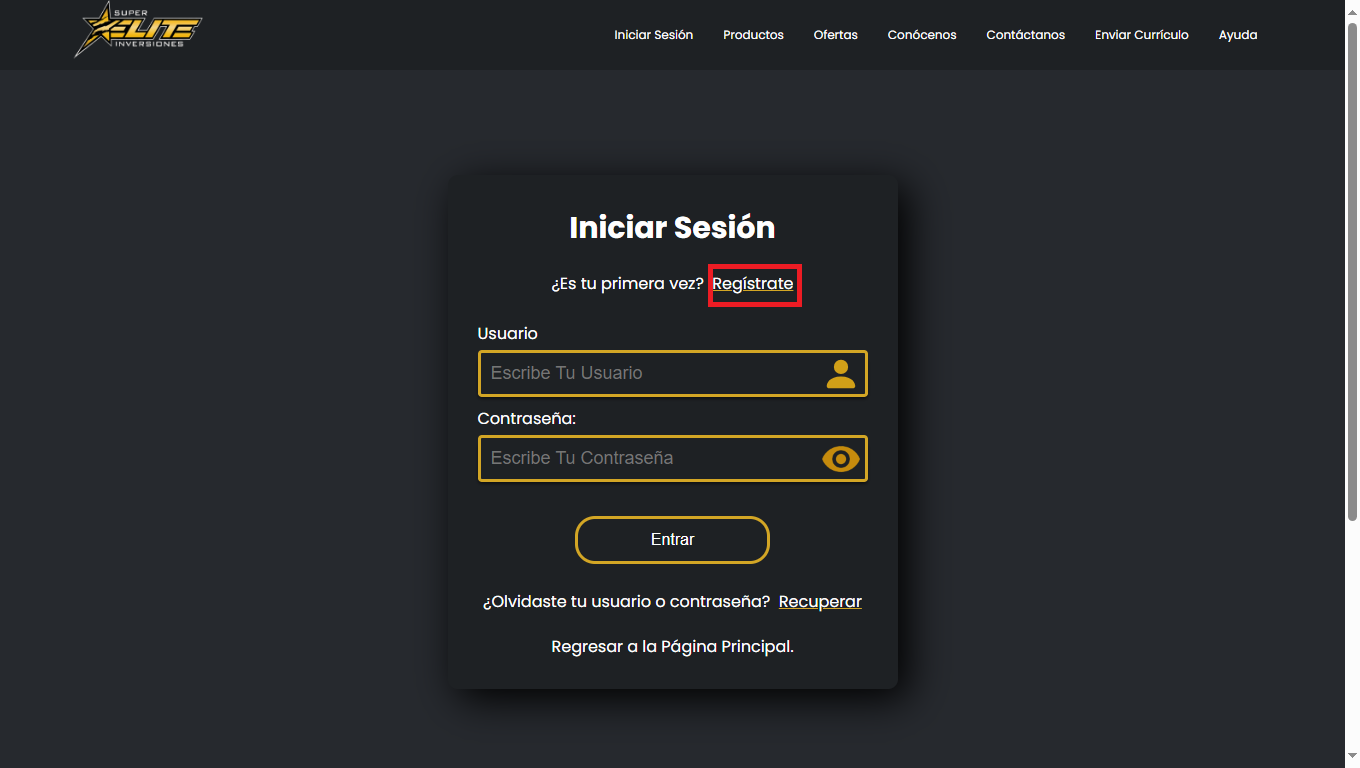 SUPER
ELITE
INVERSIONES
Iniciar Sesión Productos Ofertas Conócenos Contáctanos Enviar Currículo Ayuda
Iniciar Sesión
¿Es tu primera vez? Regístrate
Usuario
Escribe Tu Usuario
Contraseña:
Escribe Tu Contraseña
Entrar
¿Olvidaste tu usuario o contraseña? Recuperar
Regresar a la Página Principal.